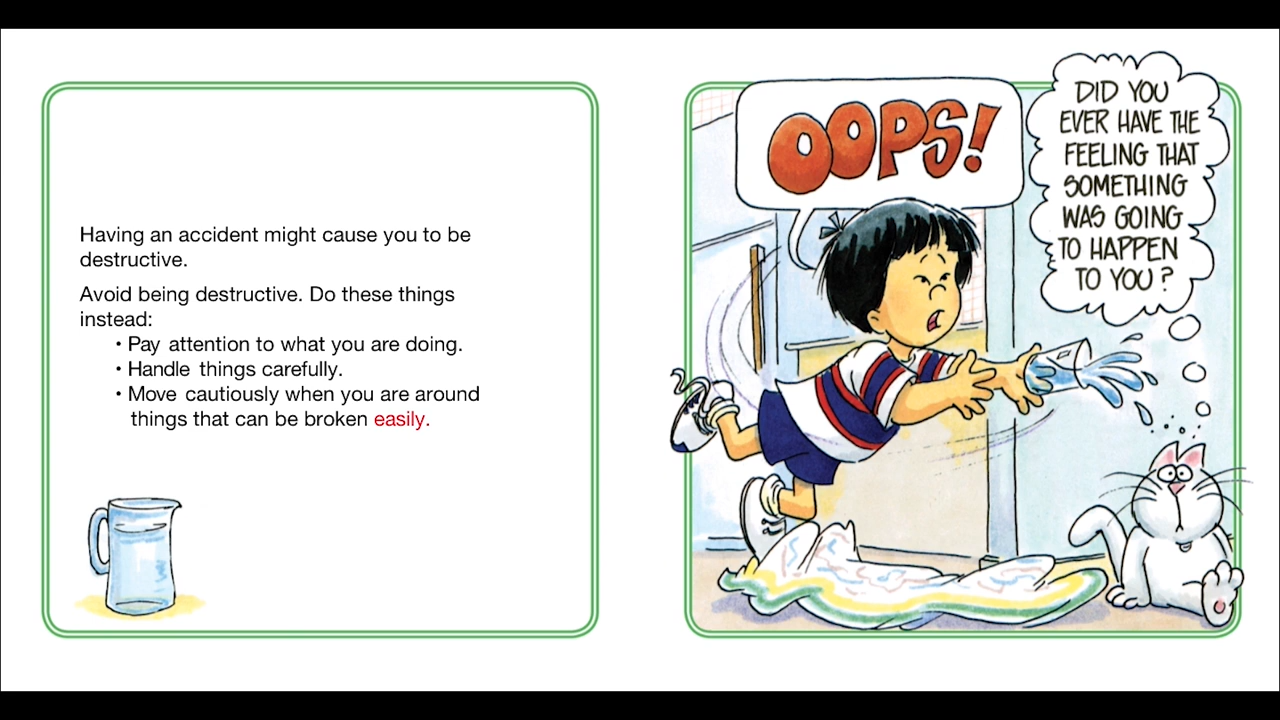 Having an accident might cause you to be
destructive.
Avoid being destructive. Do these things
instead:
• Pay attention to what you are doing.
• Handle things carefully.
• Move cautiously when you are around
things that can be broken easily.
OOPS!
DID YOU
EVER HAVE THE
FEELING THAT
SOMETHING
WAS GOING
TO HAPPEN
TO YOU?